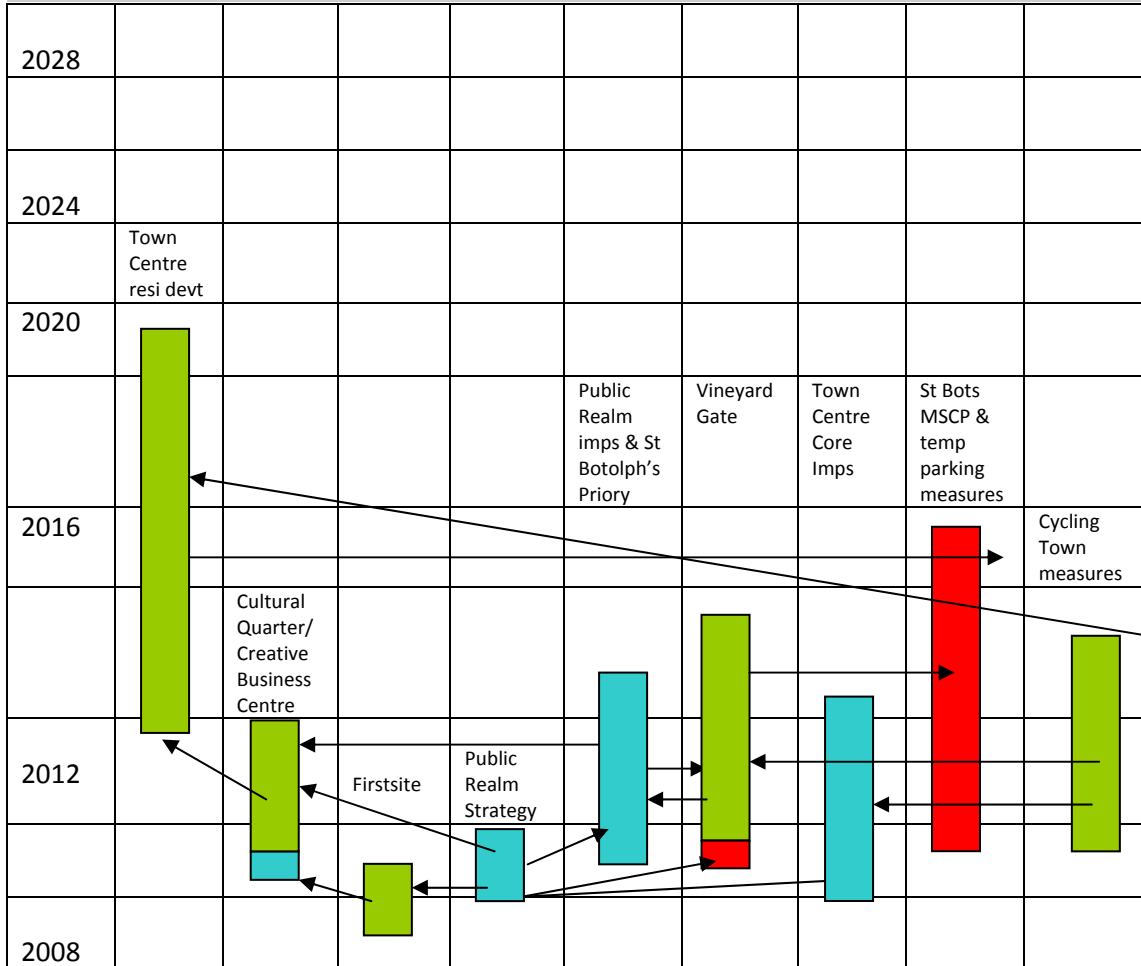 2028
2024
Town
Centre
resi devt
2020
Public
Realm
imps & St
Botolph’s
Priory
Vineyard
Gate
Town
Centre
Core
Imps
St Bots
MSCP &
temp
parking
measures
2016
Cycling
Town
measures
Cultural
Quarter/
Creative
Business
Centre
2012
Firstsite
Public
Realm
Strategy
2008